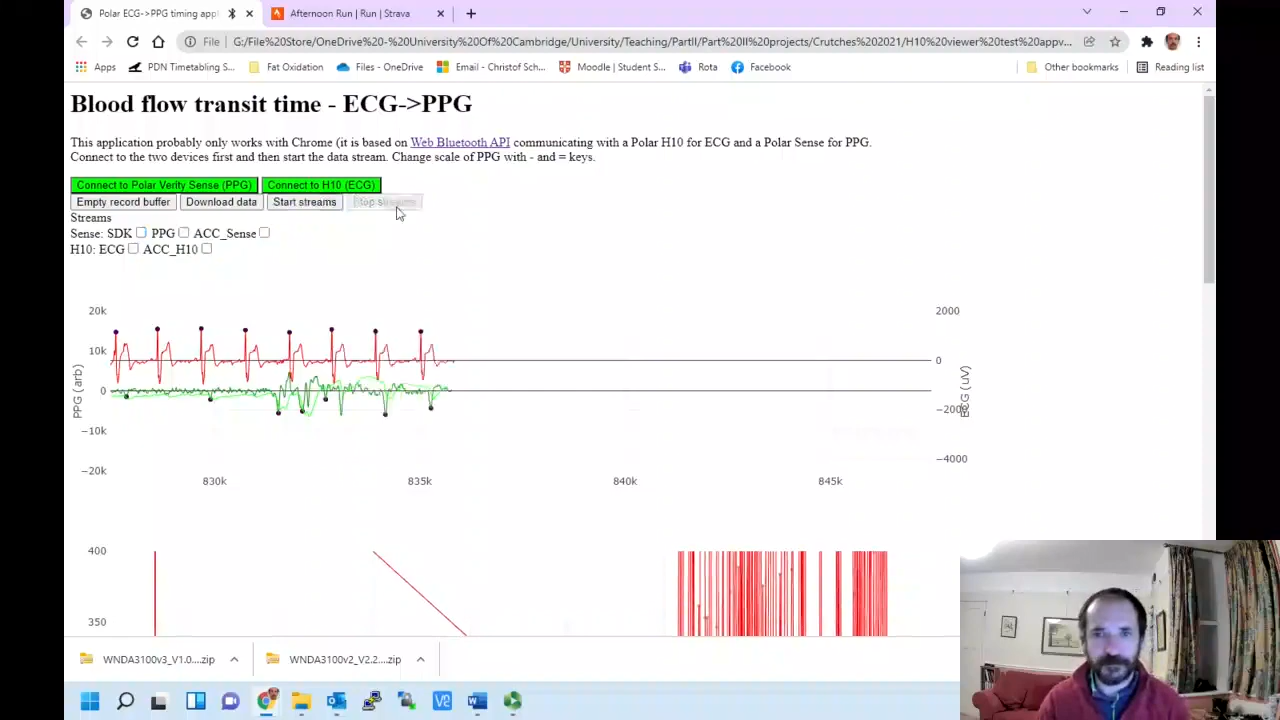 Polar ECG->PPG timing appl
Afternoon Run | Run | Strava
File
G:/File%20Store/OneDrive%20-%20University%20Of%20Cambridge/University/Teaching/PartII/Part%20II%20projects/Crutches%202021/H10%20viewer%20test%20appv...
Apps
PDN Timetabling S...
Fat Oxidation
Files - OneDrive
Email - Christof Sch...
Moodle | Student S...
Rota
Facebook
Other bookmarks
Reading list
Blood flow transit time - ECG->PPG
This application probably only works with Chrome (it is based on Web Bluetooth API communicating with a Polar H10 for ECG and a Polar Sense for PPG.
Connect to the two devices first and then start the data stream. Change scale of PPG with - and = keys.
Connect to Polar Verity Sense (PPG) Connect to H10 (ECG)
Empty record buffer Download data Start streams Stop streams
Streams
Sense: SDK PPG ACC_Sense
H10: ECG ACC_H10
20k
10k
0
−10k
−20k
PPG (arb)
2000
0
−2000
−4000
ECG (uV)
830k 835k 840k 845k
400
350
WNDA3100v3_V1.0....zip
WNDA3100v2_V2.2....zip